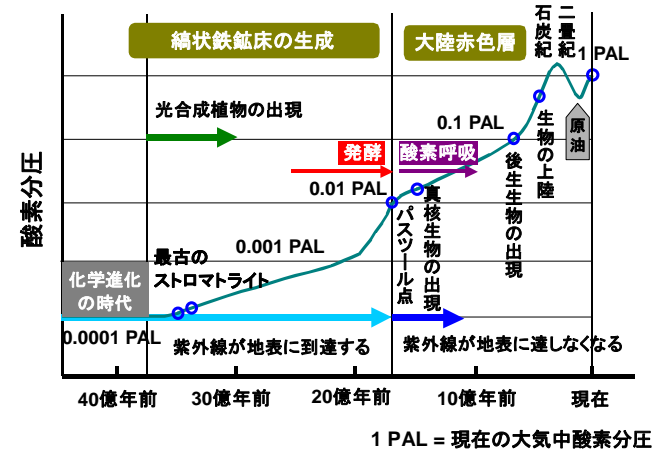 縞状鉄鉱床の生成
大陸赤色層
石炭紀
二畳紀
1 PAL
光合成植物の出現
0.1 PAL
発酵
酸素呼吸
原油
生物の上陸
後生生物の出現
0.01 PAL
真核生物の出現
パスツール点
0.001 PAL
最古の
ストロマトライト
化学進化
の時代
0.0001 PAL
紫外線が地表に到達する
紫外線が地表に達しなくなる
酸素分圧
40億年前
30億年前
20億年前
10億年前
現在
1 PAL = 現在の大気中酸素分圧